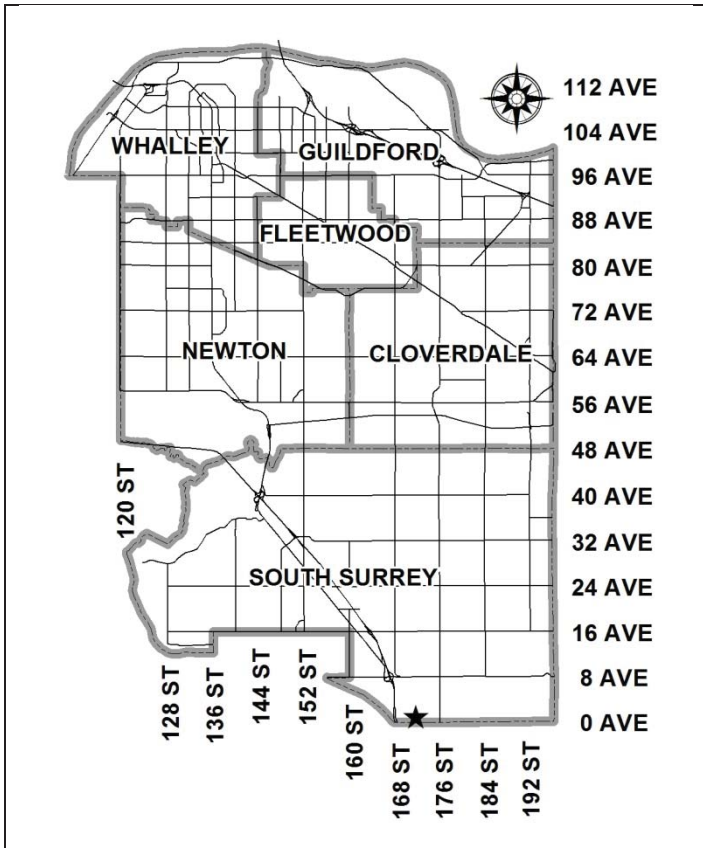 112 AVE
104 AVE
WHALLEY
GUILDFORD
96 AVE
88 AVE
FLEETWOOD
80 AVE
72 AVE
NEWTON
CLOVERDALE
64 AVE
56 AVE
48 AVE
120 ST
40 AVE
32 AVE
SOUTH SURREY
24 AVE
16 AVE
128 ST
136 ST
144 ST
152 ST
160 ST
8 AVE
0 AVE
168 ST
176 ST
184 ST
192 ST